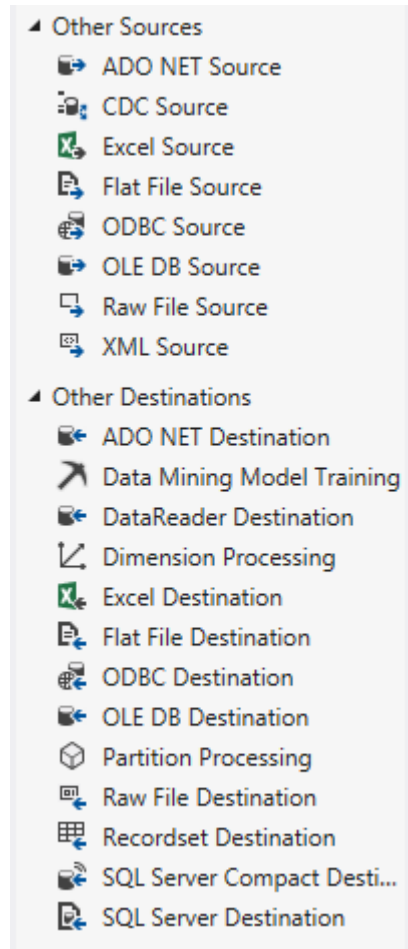 Other Sources
ADO NET Source
CDC Source
Excel Source
Flat File Source
ODBC Source
OLE DB Source
Raw File Source
XML Source
Other Destinations
ADO NET Destination
Data Mining Model Training
DataReader Destination
Dimension Processing
Excel Destination
Flat File Destination
ODBC Destination
OLE DB Destination
Partition Processing
Raw File Destination
Recordset Destination
SQL Server Compact Desti...
SQL Server Destination